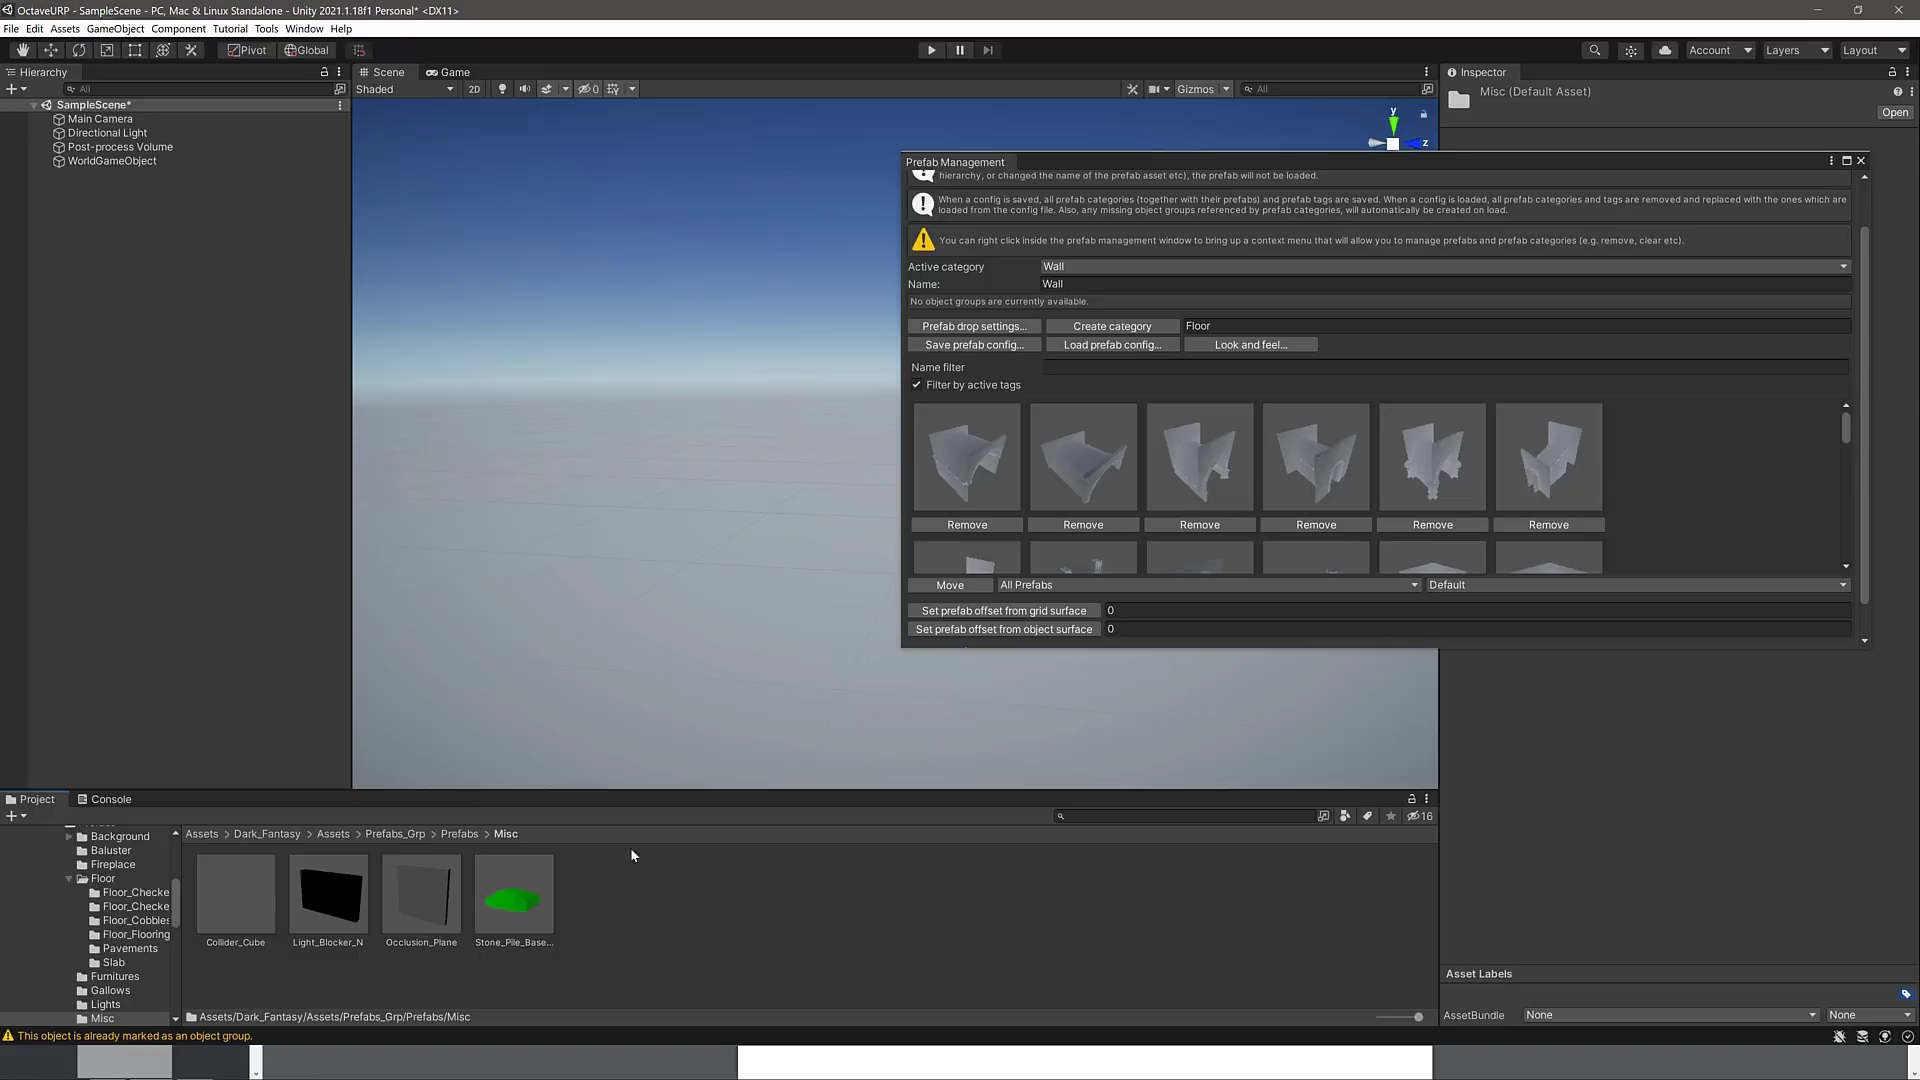 OctaveURP - SampleScene - PC, Mac & Linux Standalone - Unity 2021.1.18f1 Personal* <DX11>
File Edit Assets GameObject Component Tutorial Tools Window Help
Pivot Global Account Layers Layout
Hierarchy Scene Game Inspector
All Shaded 2D 0 Gizmos All
Misc (Default Asset)
SampleScene*
Open
Main Camera
Directional Light
Post-process Volume
WorldGameObject
y
z
Prefab Management
hierarchy, or changed the name of the prefab asset etc), the prefab will not be loaded.
When a config is saved, all prefab categories (together with their prefabs) and prefab tags are saved. When a config is loaded, all prefab categories and tags are removed and replaced with the ones which are
loaded from the config file. Also, any missing object groups referenced by prefab categories, will automatically be created on load.
You can right click inside the prefab management window to bring up a context menu that will allow you to manage prefabs and prefab categories (e.g. remove, clear etc).
Active category Wall
Name: Wall
No object groups are currently available.
Prefab drop settings... Create category Floor
Save prefab config... Load prefab config... Look and feel...
Name filter
Filter by active tags
Remove Remove Remove Remove Remove Remove
Move All Prefabs Default
Set prefab offset from grid surface 0
Set prefab offset from object surface 0
Project Console
16
Assets > Dark_Fantasy > Assets > Prefabs_Grp > Prefabs > Misc
Background
Baluster
Fireplace
Floor
Floor_Checke
Floor_Checke
Floor_Cobbles
Floor_Flooring
Pavements
Slab
Furnitures
Gallows
Lights
Misc
Collider_Cube Light_Blocker_N Occlusion_Plane Stone_Pile_Base...
Assets/Dark_Fantasy/Assets/Prefabs_Grp/Prefabs/Misc
Asset Labels
AssetBundle None None
This object is already marked as an object group.